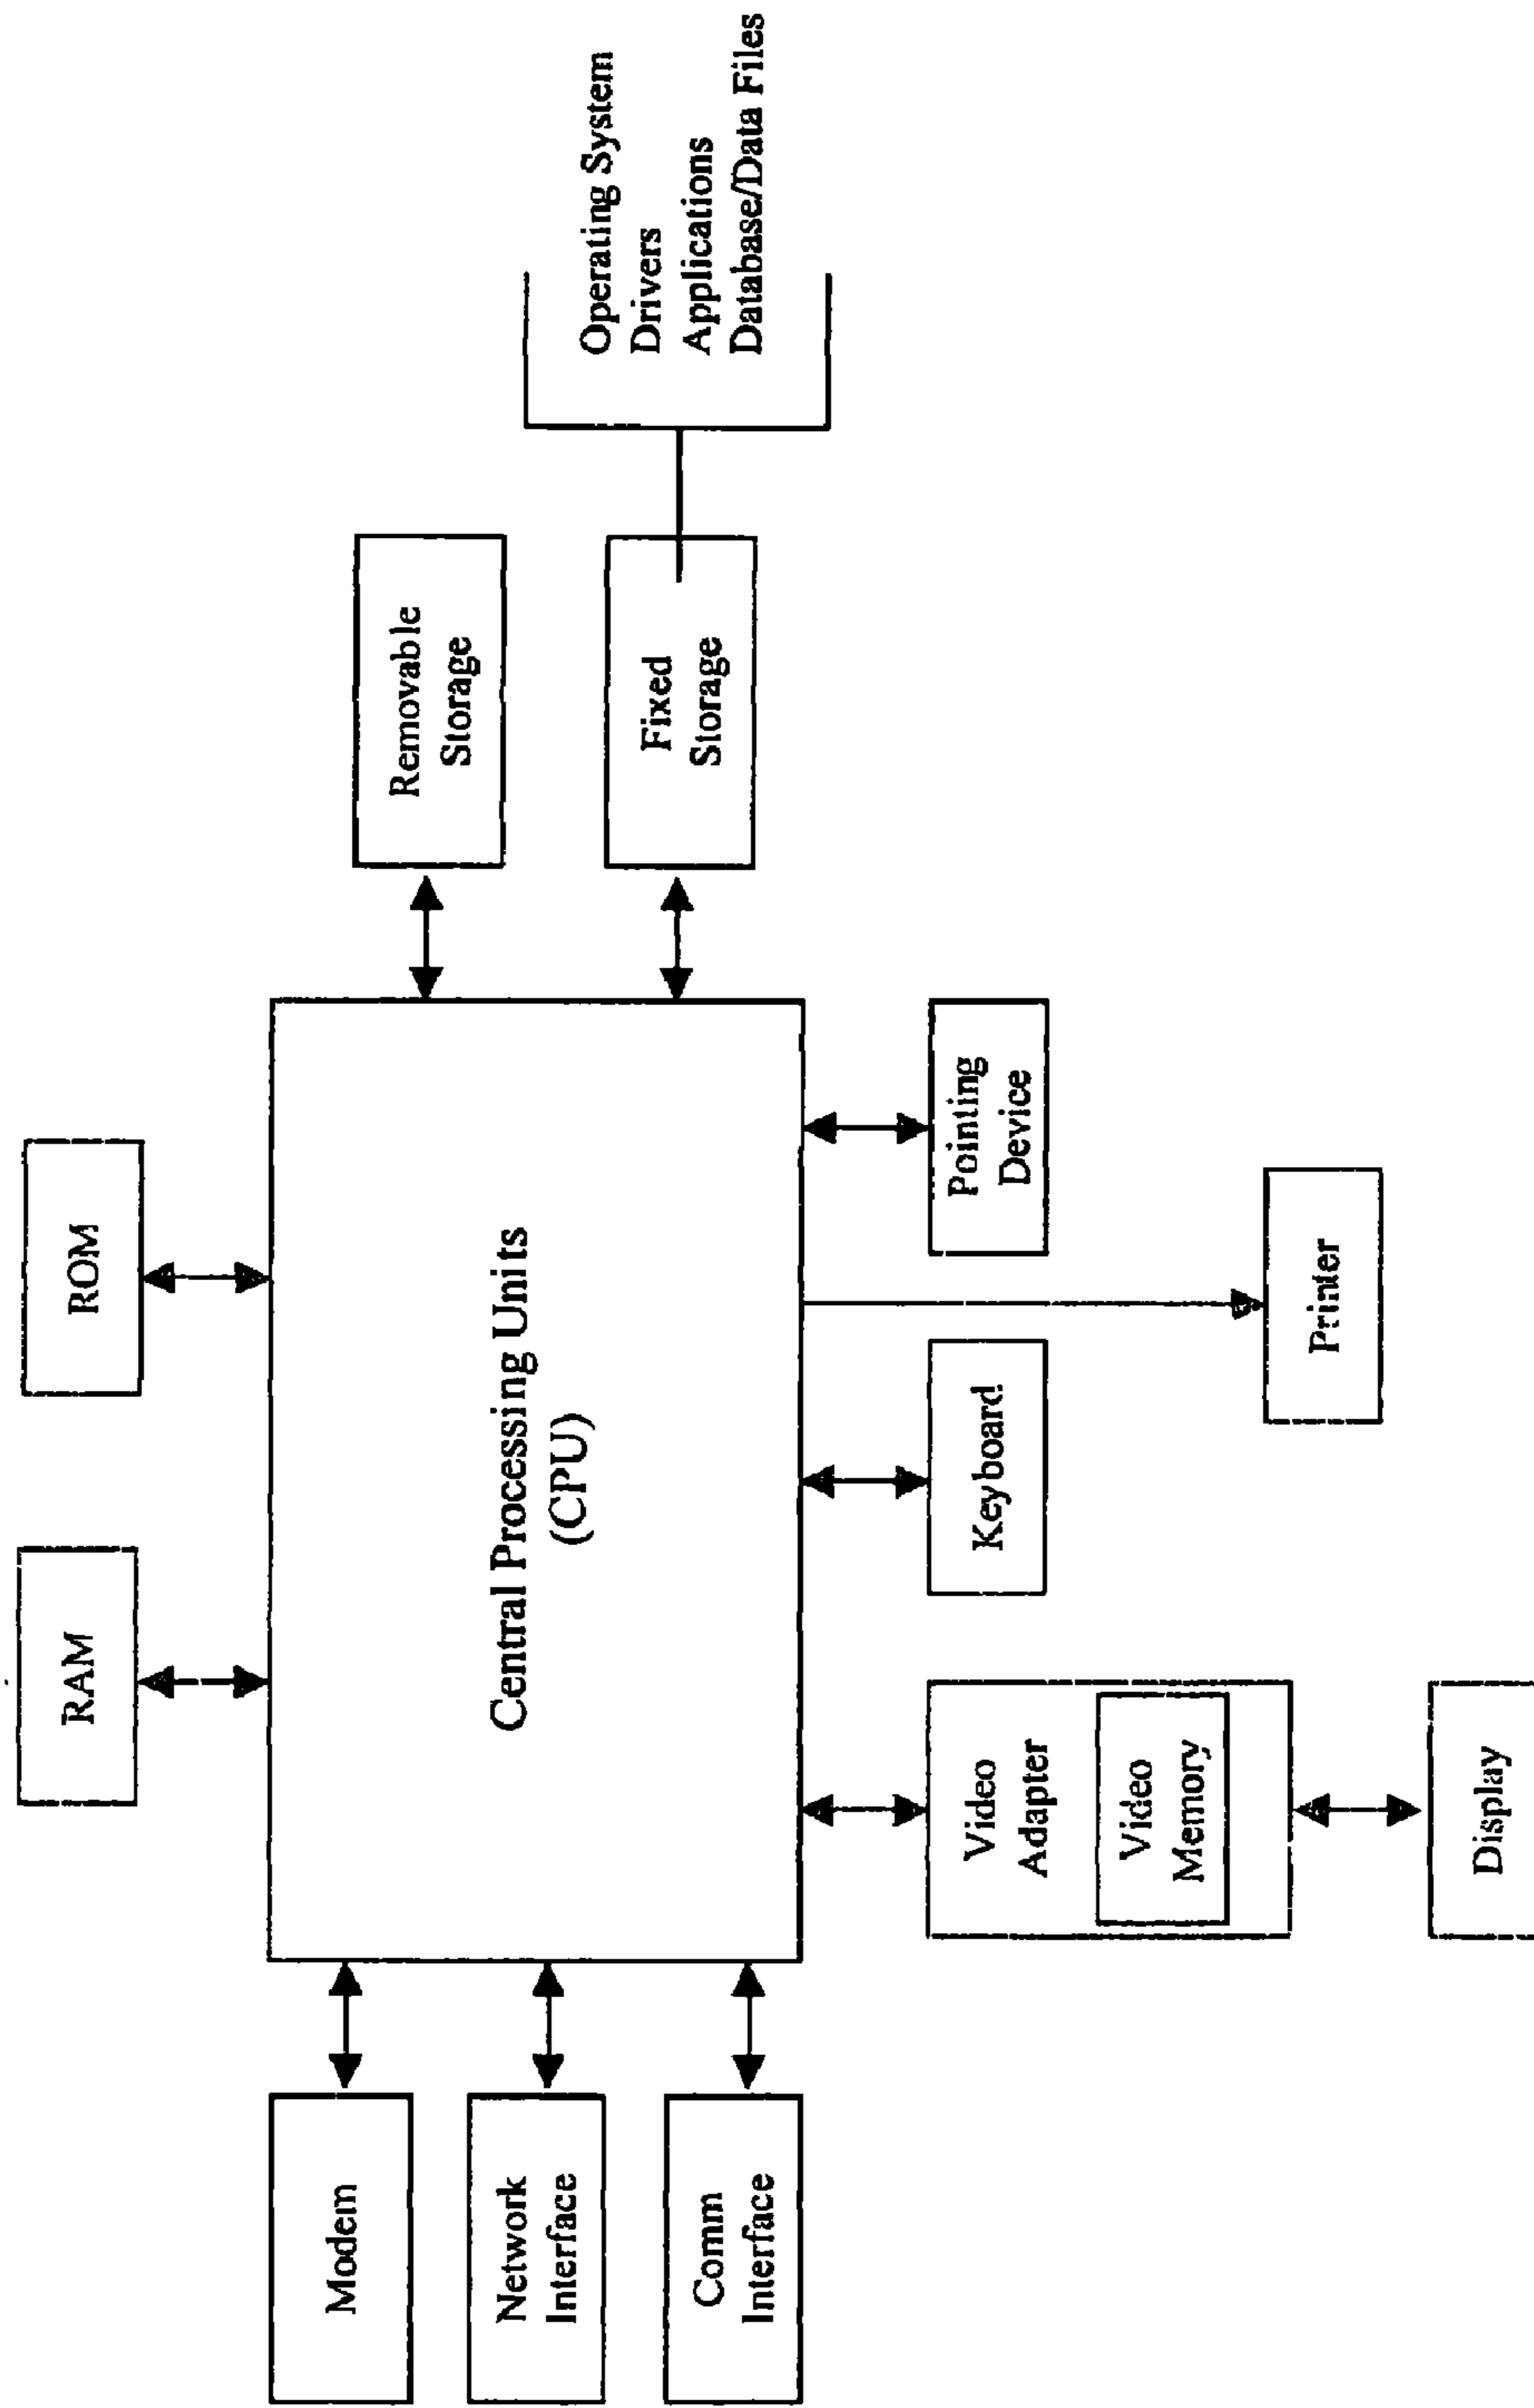 RAM
ROM
Modem
Network
Interface
Comm
Interface
Central Processing Units
(CPU)
Removable
Storage
Fixed
Storage
Operating System
Drivers
Applications
Database/Data Files
Video
Adapter
Video
Memory
Keyboard
Pointing
Device
Printer
Display